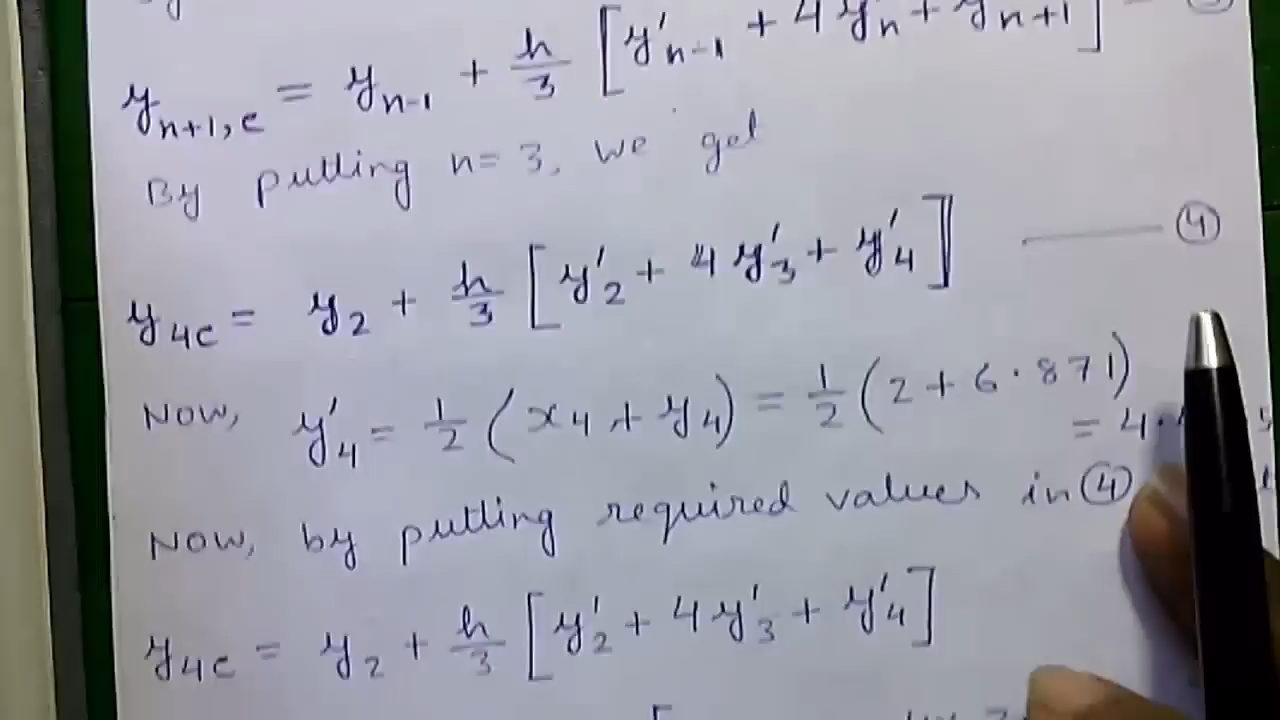 y_{n+1,c} = y_{n-1} + h/3 [y'_{n-1} + 4y'_n + y'_{n+1}]
By putting n = 3, we get
y_{4c} = y_2 + h/3 [y'_2 + 4y'_3 + y'_4] —— ④
Now, y'_4 = 1/2 (x_4 + y_4) = 1/2 (2 + 6.871)
= 4.
Now, by putting required values in ④
y_{4c} = y_2 + h/3 [y'_2 + 4y'_3 + y'_4]